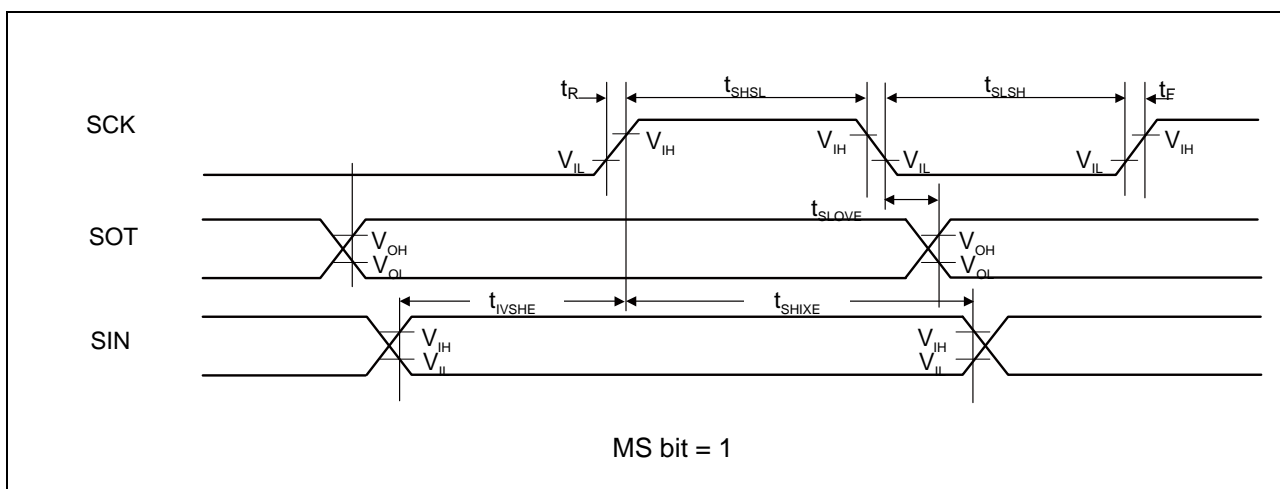 tR tSHSL tSLSH tF
SCK
VIH VIH VIH
VIL VIL VIL
tSLOVE
SOT
VOH VOH
VOL VOL
tIVSHE tSHIXE
SIN
VIH VIH
VIL VIL
MS bit = 1